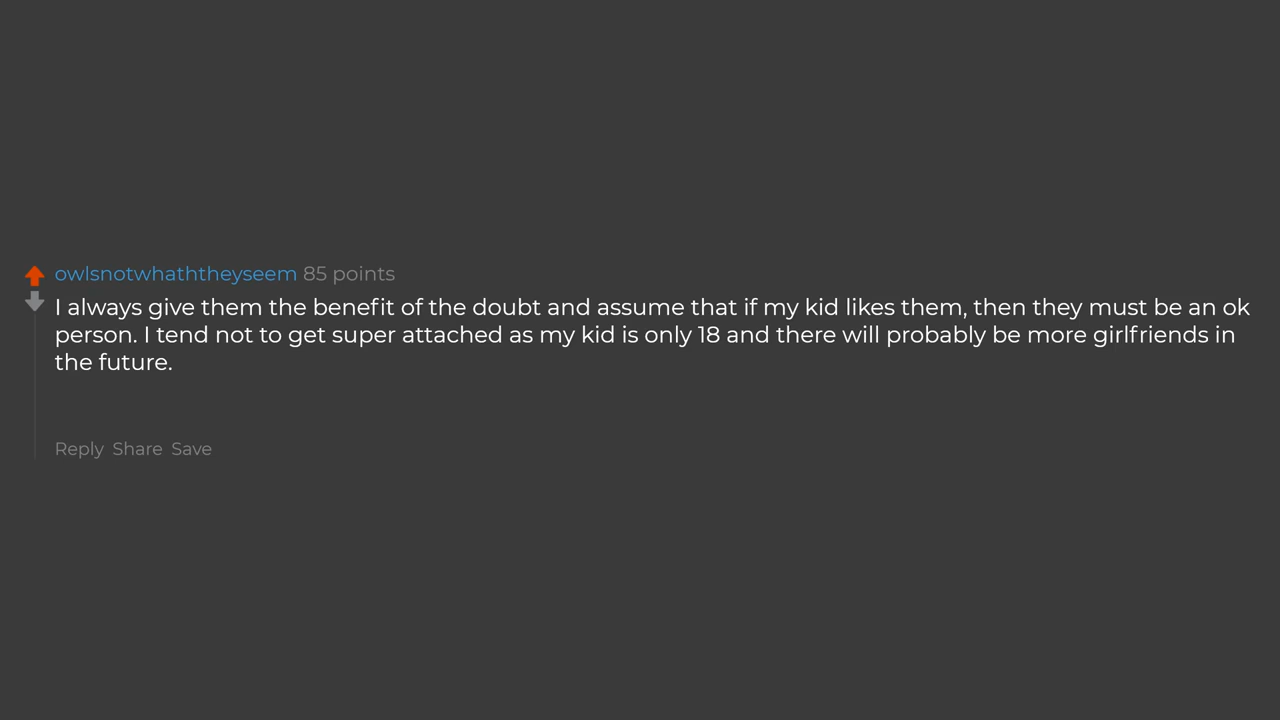 owlsnotwhaththeyseem 85 points
I always give them the benefit of the doubt and assume that if my kid likes them, then they must be an ok
person. I tend not to get super attached as my kid is only 18 and there will probably be more girlfriends in
the future.
Reply Share Save